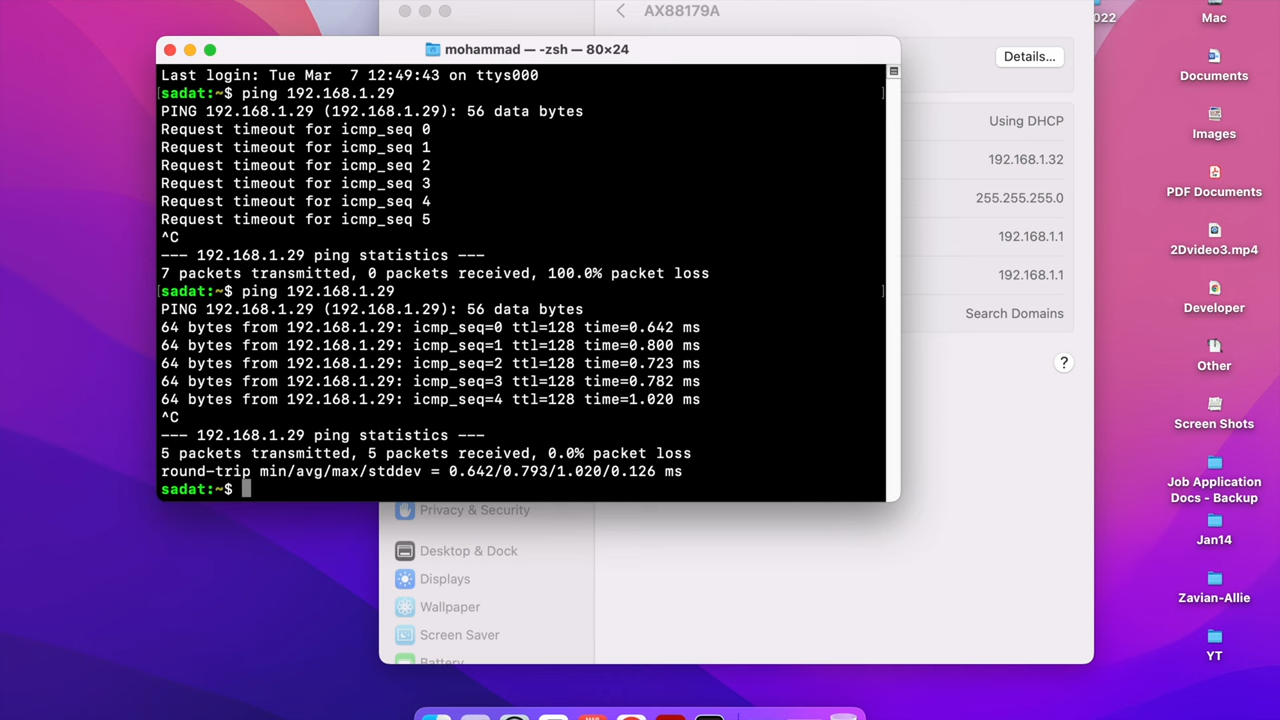 mohammad — -zsh — 80×24
Last login: Tue Mar  7 12:49:43 on ttys000
[sadat:~$ ping 192.168.1.29 ]
PING 192.168.1.29 (192.168.1.29): 56 data bytes
Request timeout for icmp_seq 0
Request timeout for icmp_seq 1
Request timeout for icmp_seq 2
Request timeout for icmp_seq 3
Request timeout for icmp_seq 4
Request timeout for icmp_seq 5
^C
--- 192.168.1.29 ping statistics ---
7 packets transmitted, 0 packets received, 100.0% packet loss
[sadat:~$ ping 192.168.1.29 ]
PING 192.168.1.29 (192.168.1.29): 56 data bytes
64 bytes from 192.168.1.29: icmp_seq=0 ttl=128 time=0.642 ms
64 bytes from 192.168.1.29: icmp_seq=1 ttl=128 time=0.800 ms
64 bytes from 192.168.1.29: icmp_seq=2 ttl=128 time=0.723 ms
64 bytes from 192.168.1.29: icmp_seq=3 ttl=128 time=0.782 ms
64 bytes from 192.168.1.29: icmp_seq=4 ttl=128 time=1.020 ms
^C
--- 192.168.1.29 ping statistics ---
5 packets transmitted, 5 packets received, 0.0% packet loss
round-trip min/avg/max/stddev = 0.642/0.793/1.020/0.126 ms
sadat:~$
AX88179A
Details...
Using DHCP
192.168.1.32
255.255.255.0
192.168.1.1
192.168.1.1
Search Domains
?
Privacy & Security
Desktop & Dock
Displays
Wallpaper
Screen Saver
Battery
2022
Mac
Documents
Images
PDF Documents
2Dvideo3.mp4
Developer
Other
Screen Shots
Job Application
Docs - Backup
Jan14
Zavian-Allie
YT